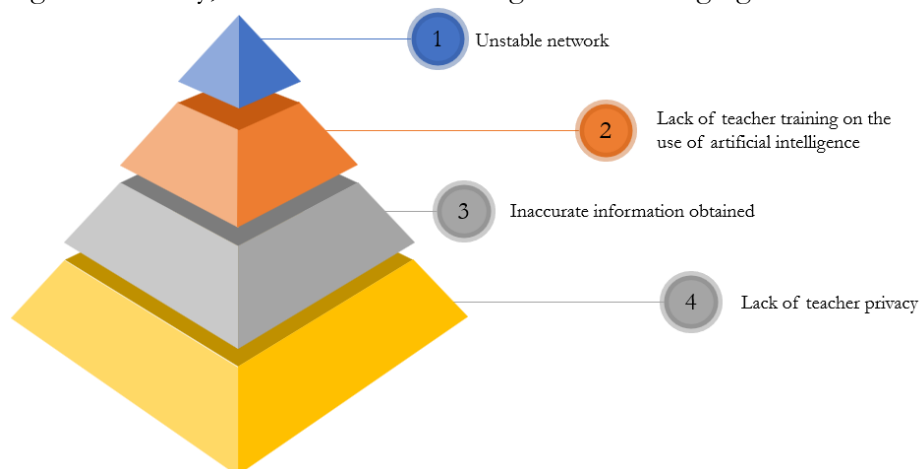 1
Unstable network
2
Lack of teacher training on the
use of artificial intelligence
3
Inaccurate information obtained
4
Lack of teacher privacy